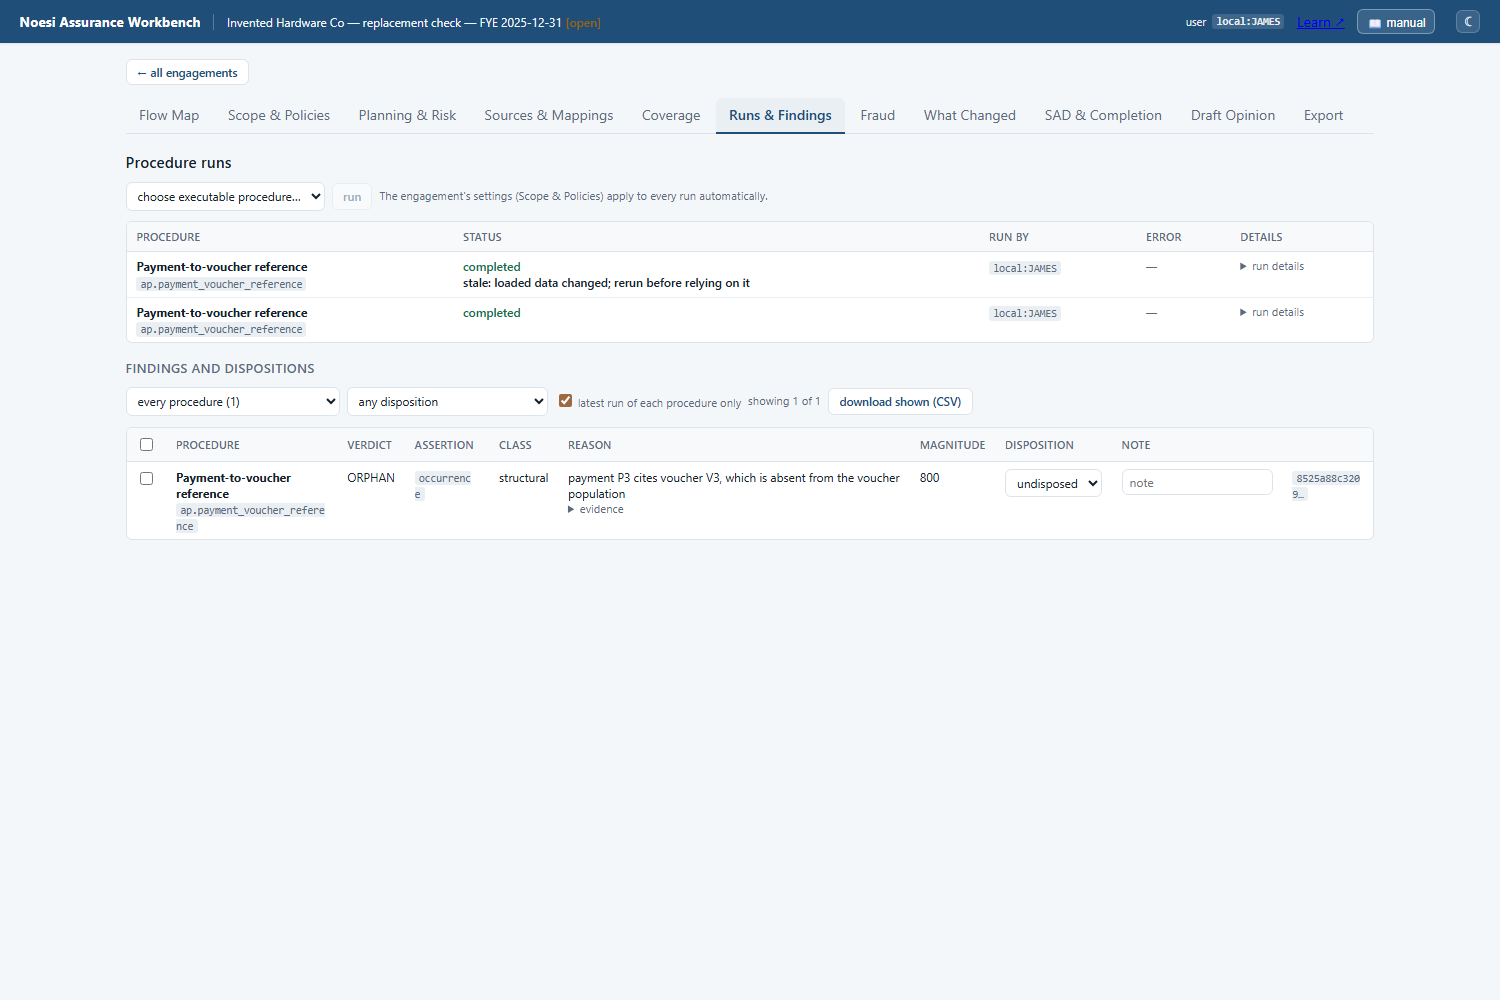 Noesi Assurance Workbench
Invented Hardware Co — replacement check — FYE 2025-12-31 [open]
user local:JAMES
Learn ↗
manual
← all engagements
Flow Map
Scope & Policies
Planning & Risk
Sources & Mappings
Coverage
Runs & Findings
Fraud
What Changed
SAD & Completion
Draft Opinion
Export
Procedure runs
choose executable procedure...
run
The engagement's settings (Scope & Policies) apply to every run automatically.
PROCEDURE STATUS RUN BY ERROR DETAILS
Payment-to-voucher reference completed local:JAMES — ▶ run details
ap.payment_voucher_reference stale: loaded data changed; rerun before relying on it
Payment-to-voucher reference completed local:JAMES — ▶ run details
ap.payment_voucher_reference
FINDINGS AND DISPOSITIONS
every procedure (1)
any disposition
latest run of each procedure only
showing 1 of 1
download shown (CSV)
PROCEDURE VERDICT ASSERTION CLASS REASON MAGNITUDE DISPOSITION NOTE
Payment-to-voucher
reference
ap.payment_voucher_refere
nce
ORPHAN
occurrenc
e
structural
payment P3 cites voucher V3, which is absent from the voucher
population
▶ evidence
800
undisposed
note
8525a88c320
9…